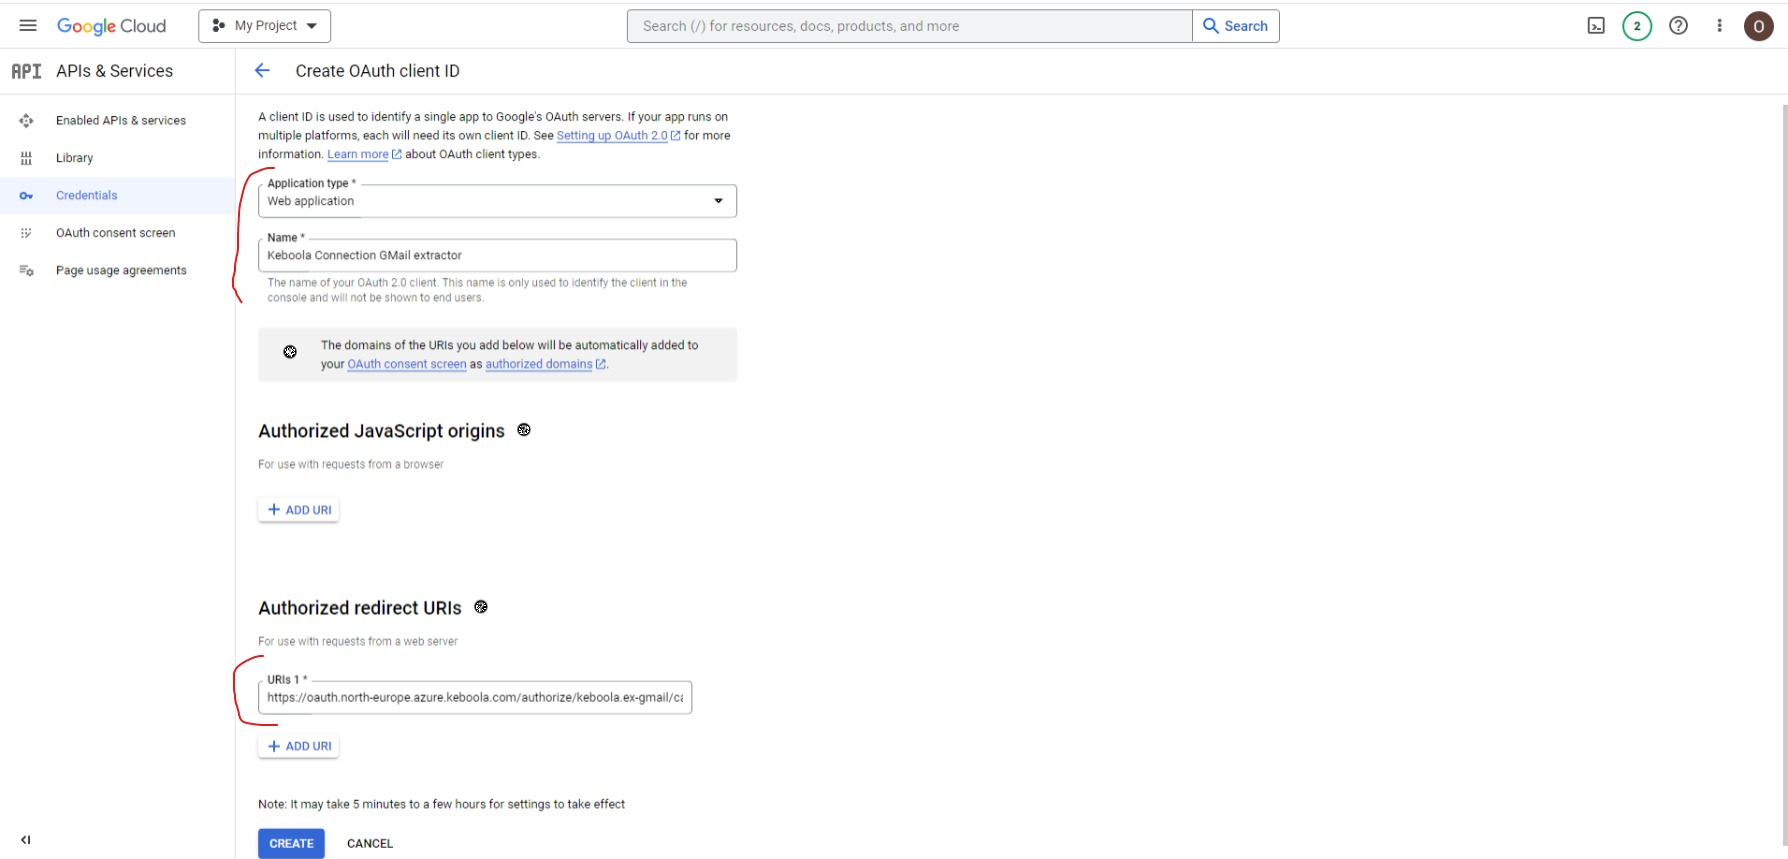 Google Cloud
My Project
Search (/) for resources, docs, products, and more
Search
2
O
API APIs & Services
Create OAuth client ID
Enabled APIs & services
Library
Credentials
OAuth consent screen
Page usage agreements
A client ID is used to identify a single app to Google's OAuth servers. If your app runs on
multiple platforms, each will need its own client ID. See Setting up OAuth 2.0 for more
information. Learn more about OAuth client types.
Application type *
Web application
Name *
Keboola Connection GMail extractor
The name of your OAuth 2.0 client. This name is only used to identify the client in the
console and will not be shown to end users.
The domains of the URIs you add below will be automatically added to
your OAuth consent screen as authorized domains.
Authorized JavaScript origins
For use with requests from a browser
+ ADD URI
Authorized redirect URIs
For use with requests from a web server
URIs 1 *
https://oauth.north-europe.azure.keboola.com/authorize/keboola.ex-gmail/ca
+ ADD URI
Note: It may take 5 minutes to a few hours for settings to take effect
CREATE
CANCEL